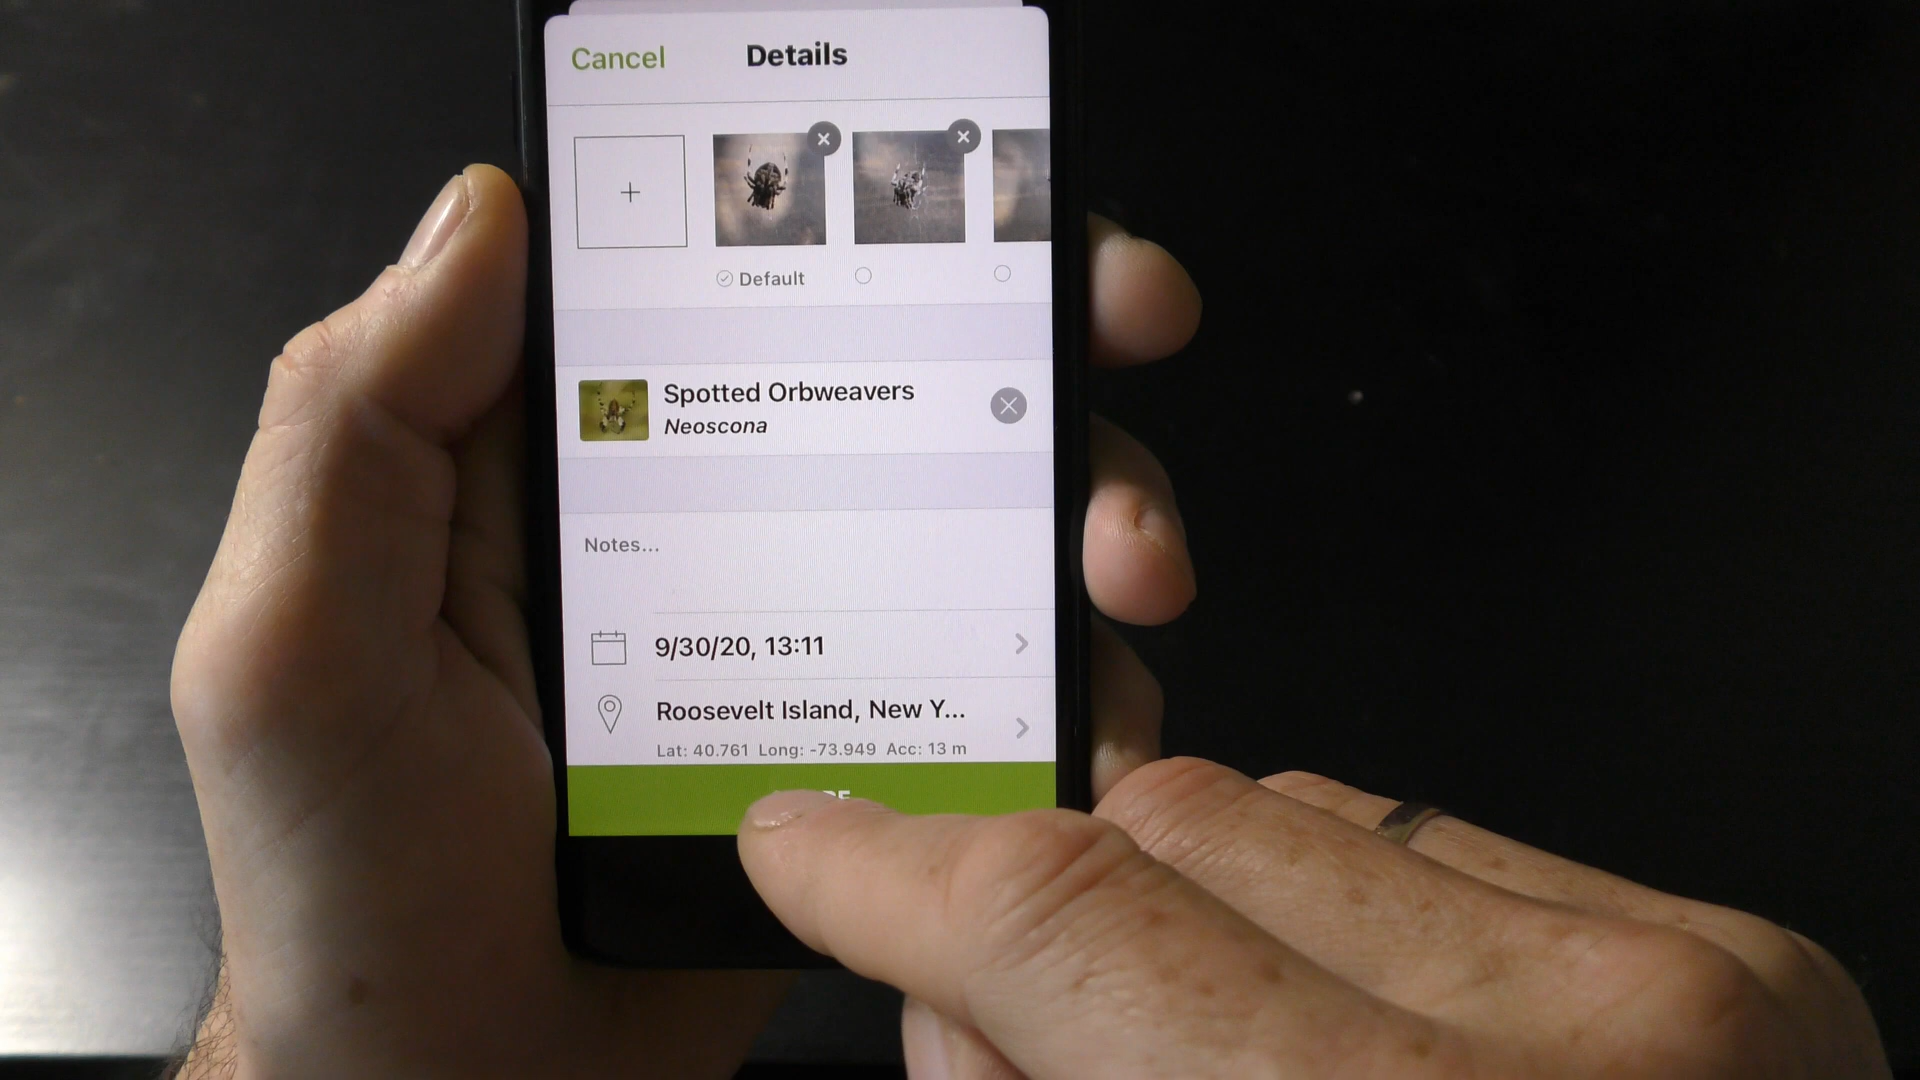 Cancel
Details
Default
Spotted Orbweavers
Neoscona
Notes...
9/30/20, 13:11
Roosevelt Island, New Y...
Lat: 40.761 Long: -73.949 Acc: 13 m